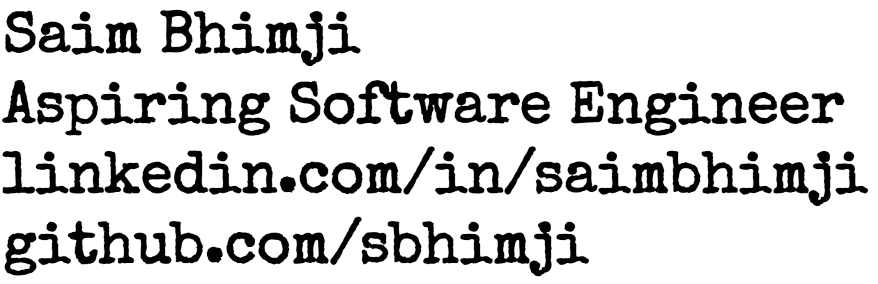 Saim Bhimji
Aspiring Software Engineer
linkedin.com/in/saimbhimji
github.com/sbhimji